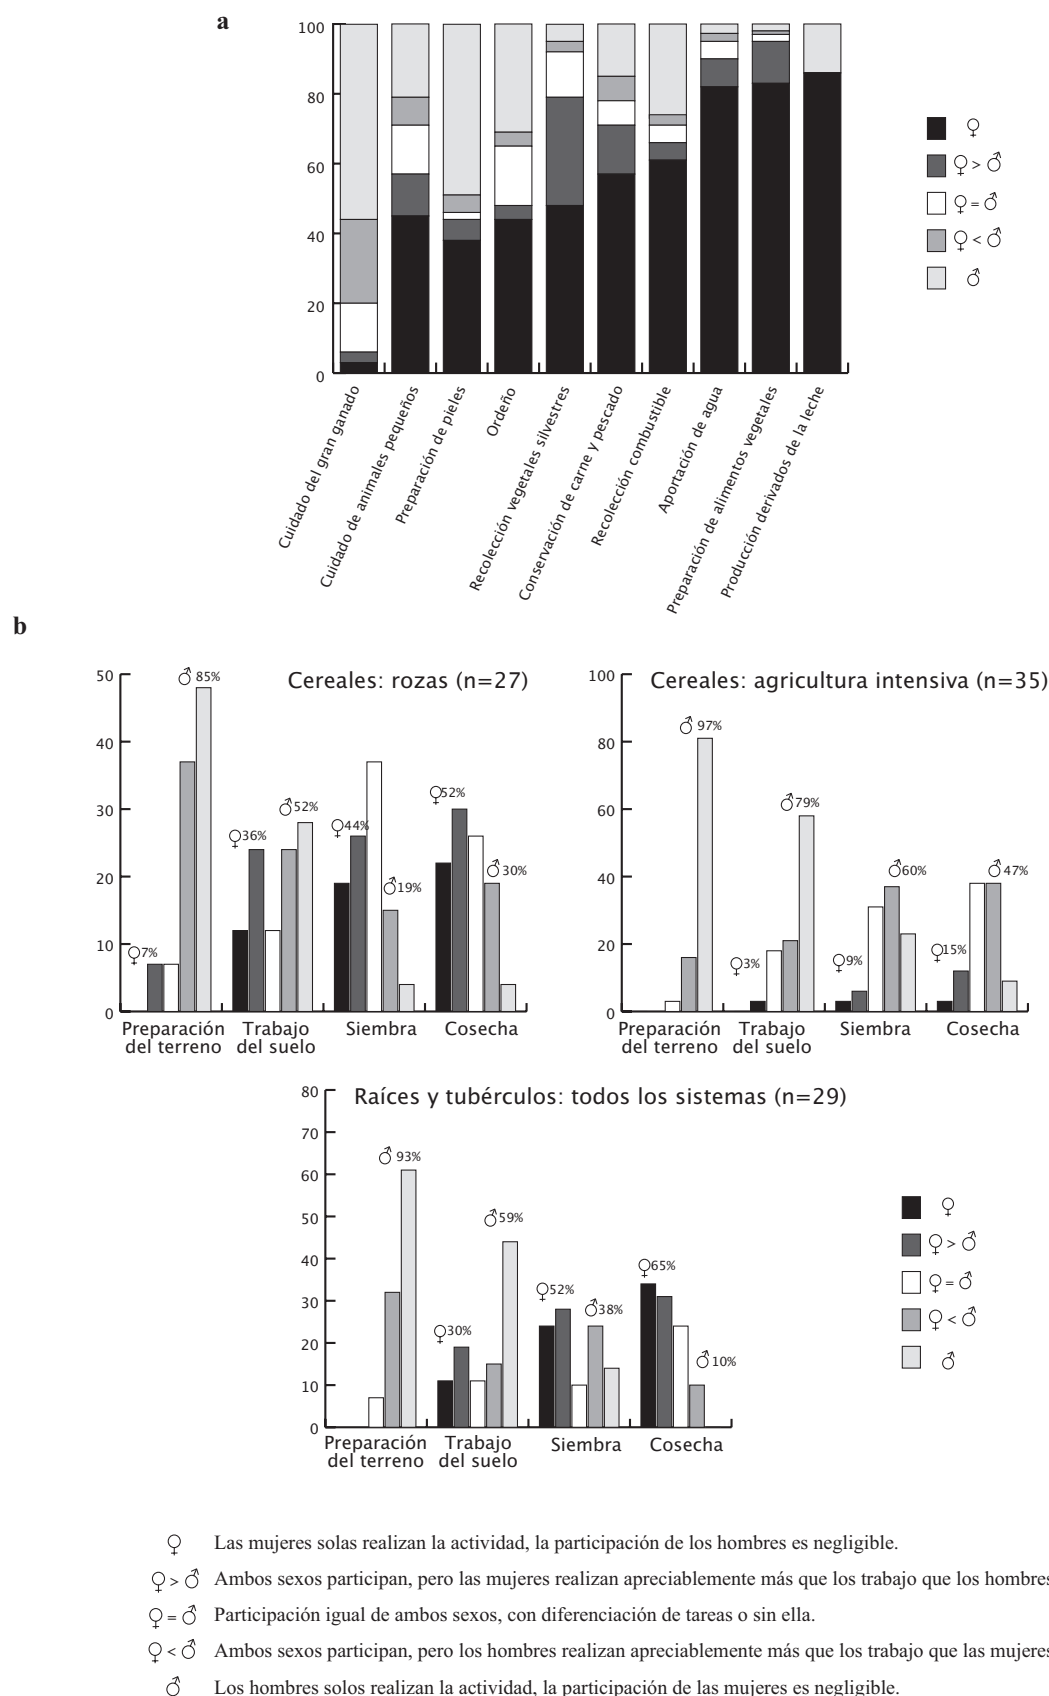 a
100
80
60
40
20
0
♀
♀ > ♂
♀ = ♂
♀ < ♂
♂
Cuidado del gran ganado
Cuidado de animales pequeños
Preparación de pieles
Ordeño
Recolección vegetales silvestres
Conservación de carne y pescado
Recolección combustible
Aportación de agua
Preparación de alimentos vegetales
Producción derivados de la leche
b
Cereales: rozas (n=27)
50
40
30
20
10
0
♂ 85%
♀7%
♀36%
♂52%
♀44%
♂19%
♀52%
♂30%
Preparación
del terreno
Trabajo
del suelo
Siembra
Cosecha
Cereales: agricultura intensiva (n=35)
100
80
60
40
20
0
♂ 97%
♀3%
♂79%
♀9%
♂60%
♀15%
♂47%
Preparación
del terreno
Trabajo
del suelo
Siembra
Cosecha
Raíces y tubérculos: todos los sistemas (n=29)
80
70
60
50
40
30
20
10
0
♂ 93%
♀30%
♂59%
♀52%
♂38%
♀65%
♂10%
Preparación
del terreno
Trabajo
del suelo
Siembra
Cosecha
♀
♀ > ♂
♀ = ♂
♀ < ♂
♂
♀ Las mujeres solas realizan la actividad, la participación de los hombres es negligible.
♀ > ♂ Ambos sexos participan, pero las mujeres realizan apreciablemente más que los trabajo que los hombres
♀ = ♂ Participación igual de ambos sexos, con diferenciación de tareas o sin ella.
♀ < ♂ Ambos sexos participan, pero los hombres realizan apreciablemente más que los trabajo que las mujeres
♂ Los hombres solos realizan la actividad, la participación de las mujeres es negligible.